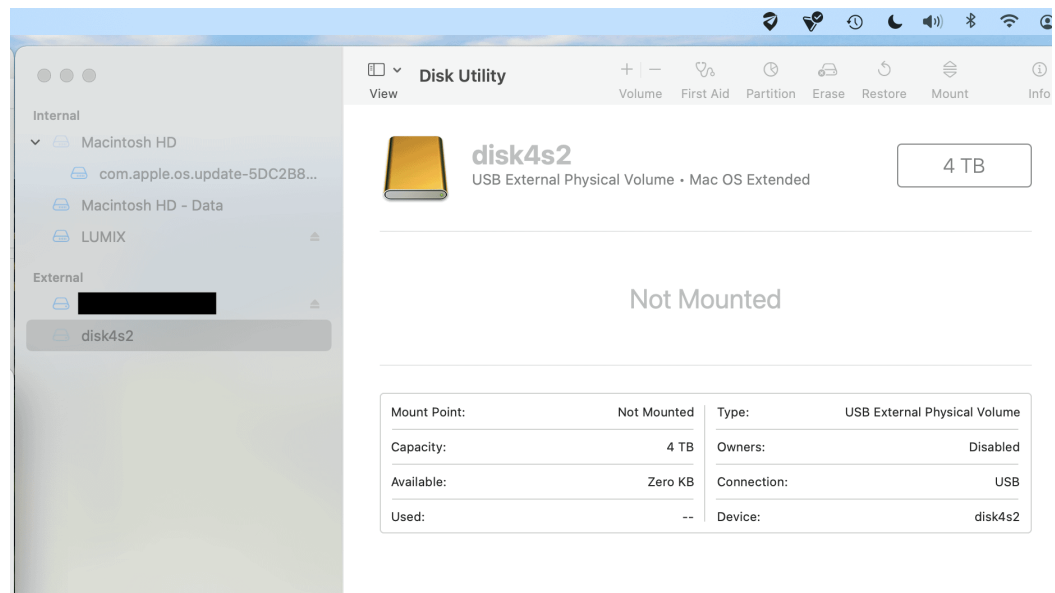 Disk Utility
View
Volume First Aid Partition Erase Restore Mount Info
Internal
Macintosh HD
com.apple.os.update-5DC2B8...
Macintosh HD - Data
LUMIX
External
disk4s2
disk4s2
USB External Physical Volume • Mac OS Extended
4 TB
Not Mounted
Mount Point: Not Mounted Type: USB External Physical Volume
Capacity: 4 TB Owners: Disabled
Available: Zero KB Connection: USB
Used: -- Device: disk4s2